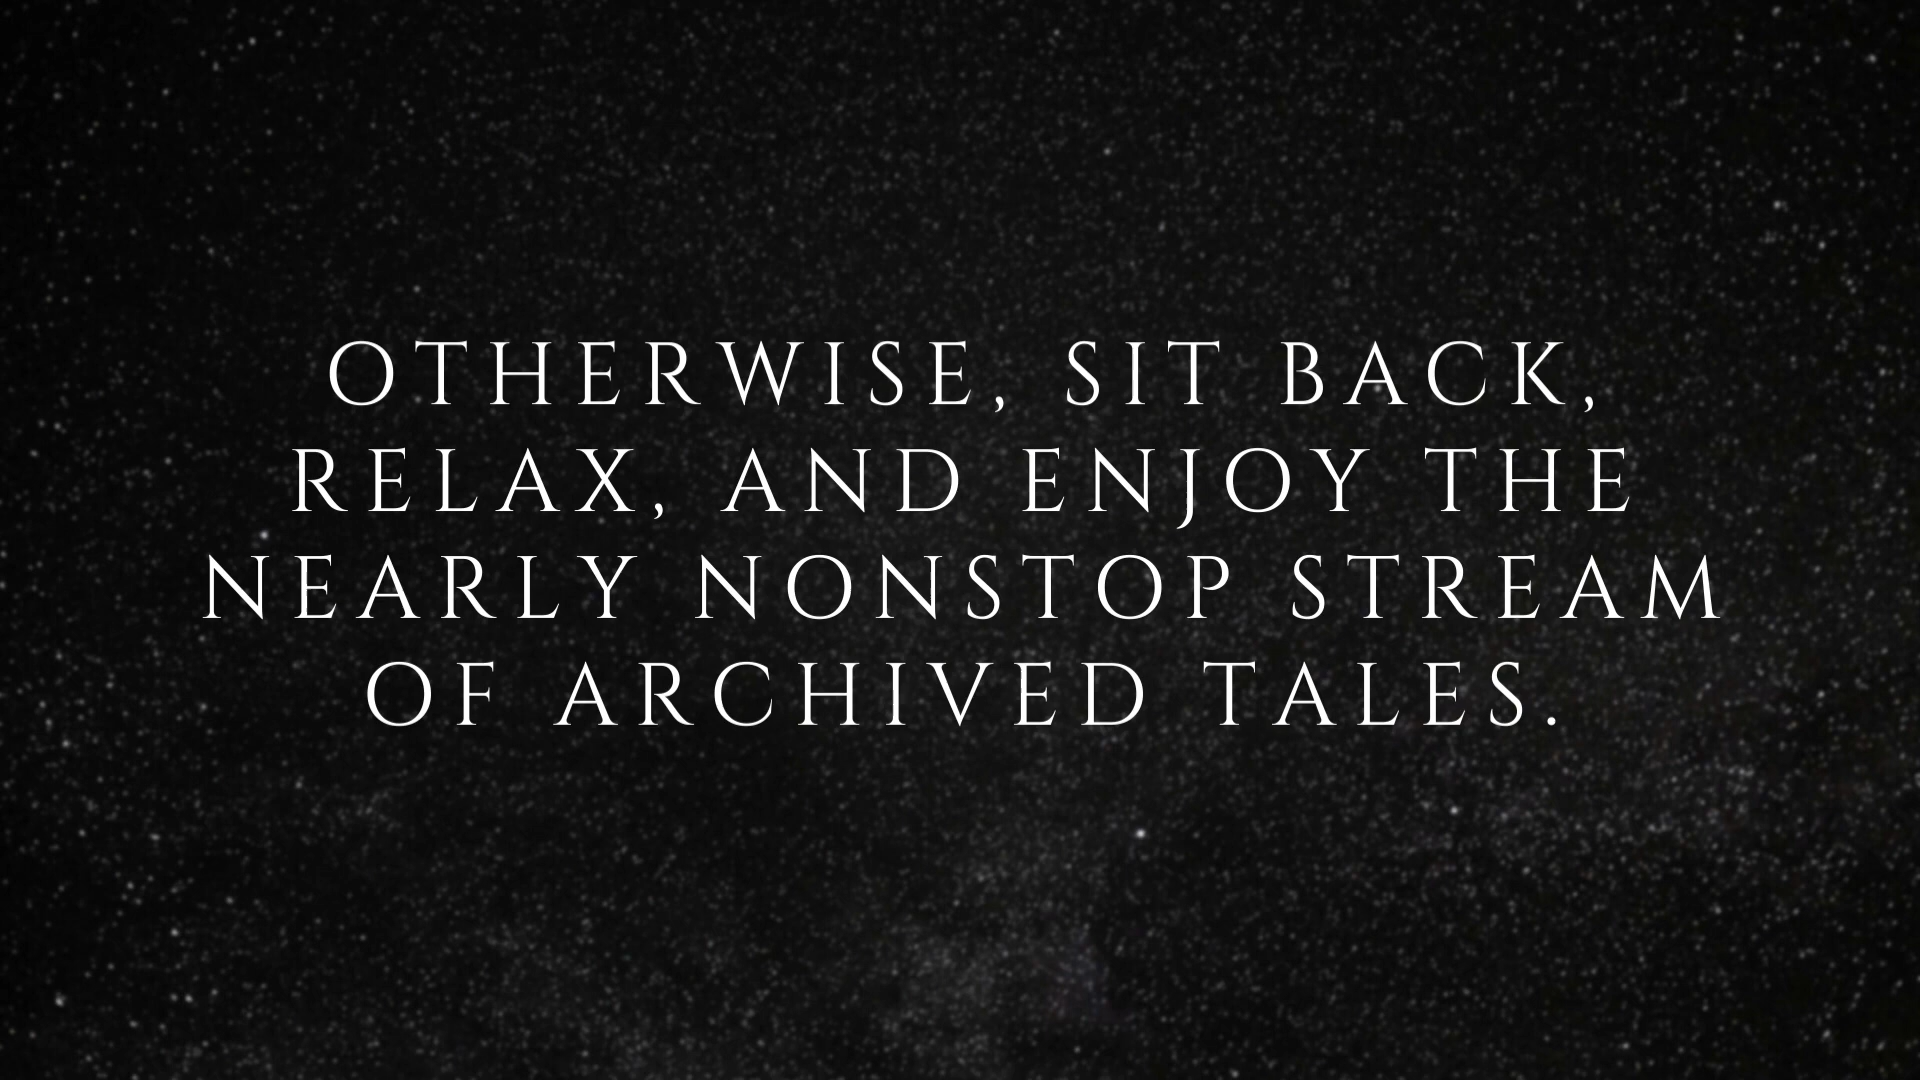 OTHERWISE, SIT BACK,
RELAX, AND ENJOY THE
NEARLY NONSTOP STREAM
OF ARCHIVED TALES.